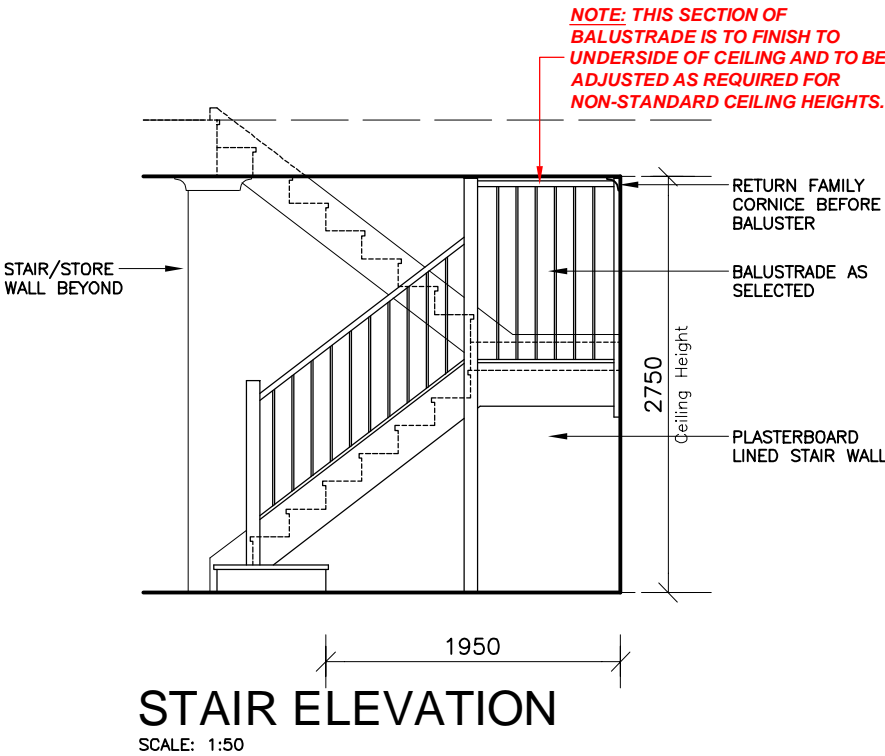 NOTE: THIS SECTION OF
BALUSTRADE IS TO FINISH TO
UNDERSIDE OF CEILING AND TO BE
ADJUSTED AS REQUIRED FOR
NON-STANDARD CEILING HEIGHTS.
RETURN FAMILY
CORNICE BEFORE
BALUSTER
STAIR/STORE
WALL BEYOND
BALUSTRADE AS
SELECTED
2750
Ceiling Height
PLASTERBOARD
LINED STAIR WALL
1950
STAIR ELEVATION
SCALE: 1:50